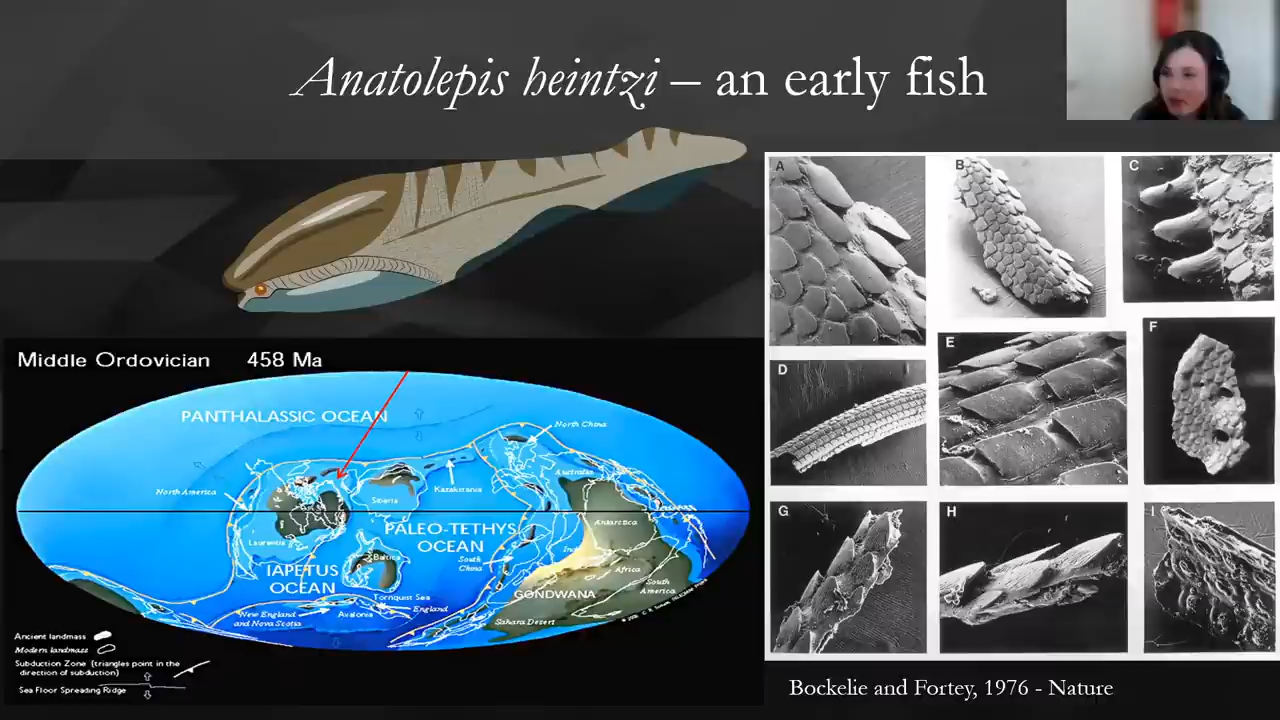 Anatolepis heintzi – an early fish
Middle Ordovician 458 Ma
PANTHALASSIC OCEAN
North China
Australia
North America
Siberia
Kazakstania
Antarctica
PALEO-TETHYS
OCEAN
Laurentia
Baltica
South
China
India
Africa
IAPETUS
OCEAN
South
America
GONDWANA
Tornquist Sea
England
New England
and Nova Scotia
Avalonia
Sahara Desert
Ancient landmass
Modern landmass
Subduction Zone (triangles point in the
direction of subduction)
Sea Floor Spreading Ridge
A
B
C
D
E
F
G
H
I
Bockelie and Fortey, 1976 - Nature